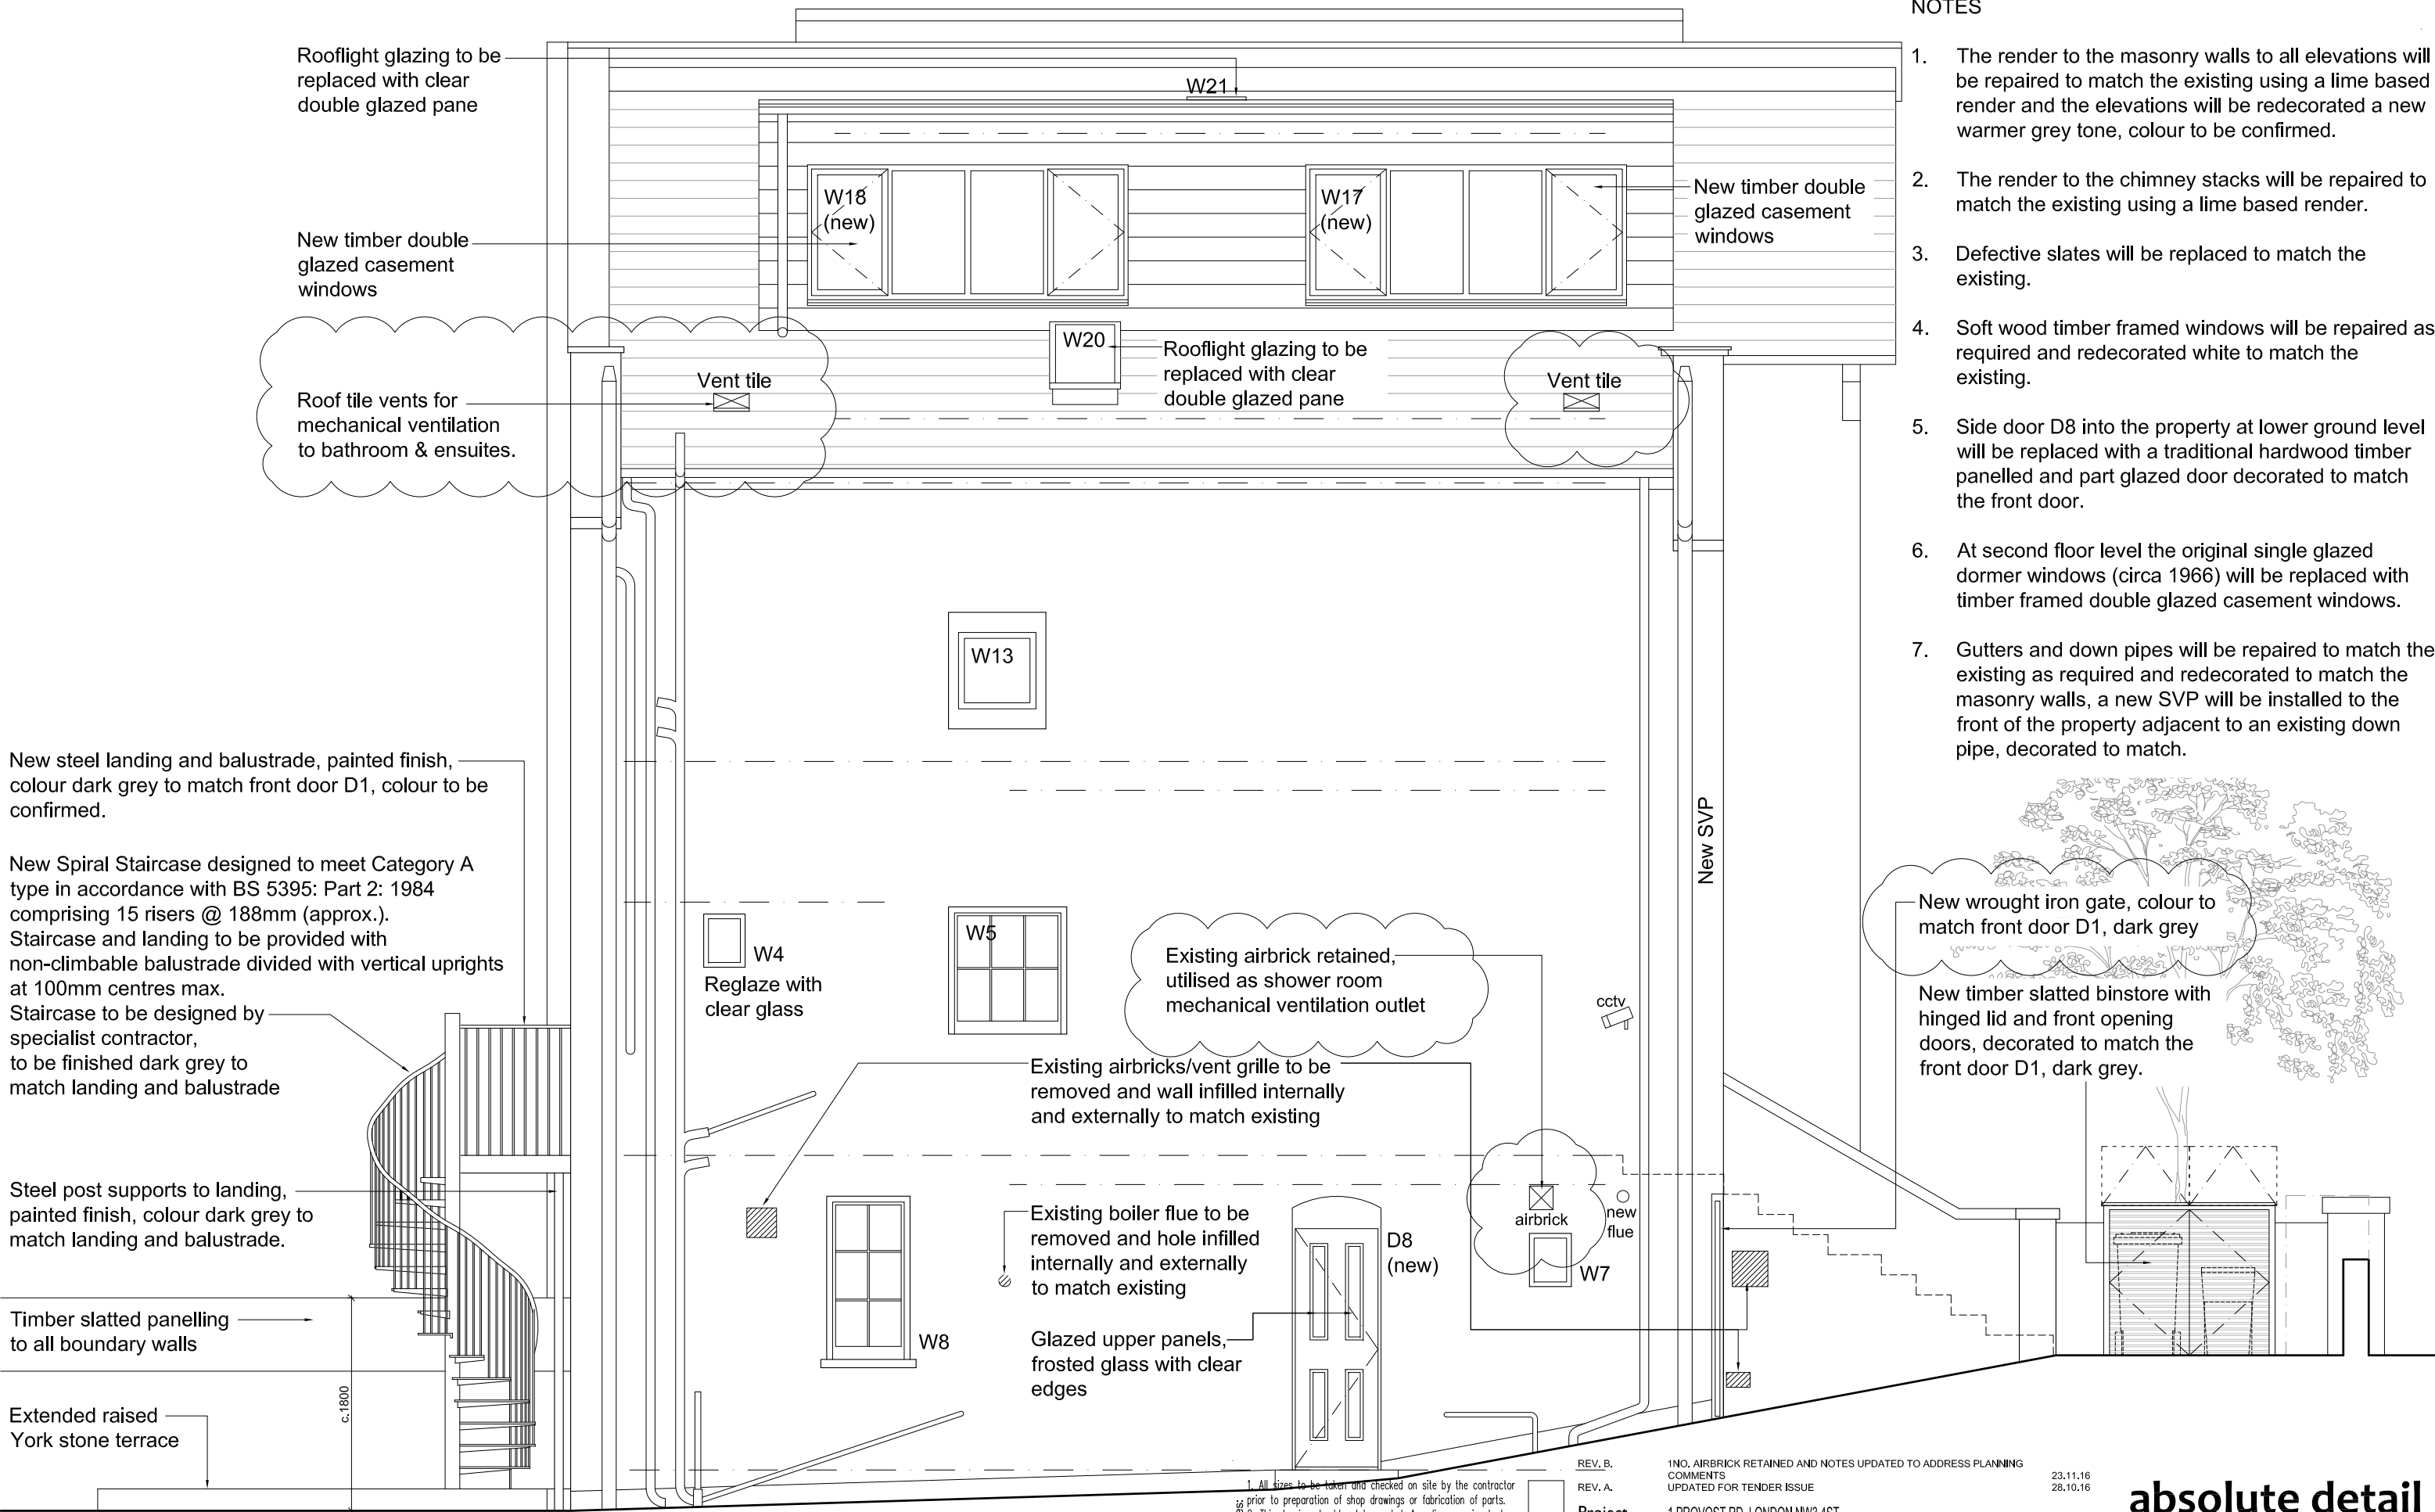 Rooflight glazing to be
replaced with clear
double glazed pane
W21
W18
(new)
W17
(new)
New timber double
glazed casement
windows
New timber double
glazed casement
windows
W20
Rooflight glazing to be
replaced with clear
double glazed pane
Vent tile
Vent tile
Roof tile vents for
mechanical ventilation
to bathroom & ensuites.
W13
New steel landing and balustrade, painted finish,
colour dark grey to match front door D1, colour to be
confirmed.
New Spiral Staircase designed to meet Category A
type in accordance with BS 5395: Part 2: 1984
comprising 15 risers @ 188mm (approx.).
Staircase and landing to be provided with
non-climbable balustrade divided with vertical uprights
at 100mm centres max.
Staircase to be designed by
specialist contractor,
to be finished dark grey to
match landing and balustrade
Steel post supports to landing,
painted finish, colour dark grey to
match landing and balustrade.
Timber slatted panelling
to all boundary walls
c.1800
Extended raised
York stone terrace
W4
Reglaze with
clear glass
W5
Existing airbrick retained,
utilised as shower room
mechanical ventilation outlet
cctv
New SVP
Existing airbricks/vent grille to be
removed and wall infilled internally
and externally to match existing
Existing boiler flue to be
removed and hole infilled
internally and externally
to match existing
airbrick
new
flue
D8
(new)
W7
W8
Glazed upper panels,
frosted glass with clear
edges
NOTES
1. The render to the masonry walls to all elevations will
be repaired to match the existing using a lime based
render and the elevations will be redecorated a new
warmer grey tone, colour to be confirmed.
2. The render to the chimney stacks will be repaired to
match the existing using a lime based render.
3. Defective slates will be replaced to match the
existing.
4. Soft wood timber framed windows will be repaired as
required and redecorated white to match the
existing.
5. Side door D8 into the property at lower ground level
will be replaced with a traditional hardwood timber
panelled and part glazed door decorated to match
the front door.
6. At second floor level the original single glazed
dormer windows (circa 1966) will be replaced with
timber framed double glazed casement windows.
7. Gutters and down pipes will be repaired to match the
existing as required and redecorated to match the
masonry walls, a new SVP will be installed to the
front of the property adjacent to an existing down
pipe, decorated to match.
New wrought iron gate, colour to
match front door D1, dark grey
New timber slatted binstore with
hinged lid and front opening
doors, decorated to match the
front door D1, dark grey.
1. All sizes to be taken and checked on site by the contractor
prior to preparation of shop drawings or fabrication of parts.
REV. B. 1NO. AIRBRICK RETAINED AND NOTES UPDATED TO ADDRESS PLANNING
COMMENTS 23.11.16
REV. A. UPDATED FOR TENDER ISSUE 28.10.16
Project 1 PROVOST RD, LONDON NW3 4ST
absolute detail